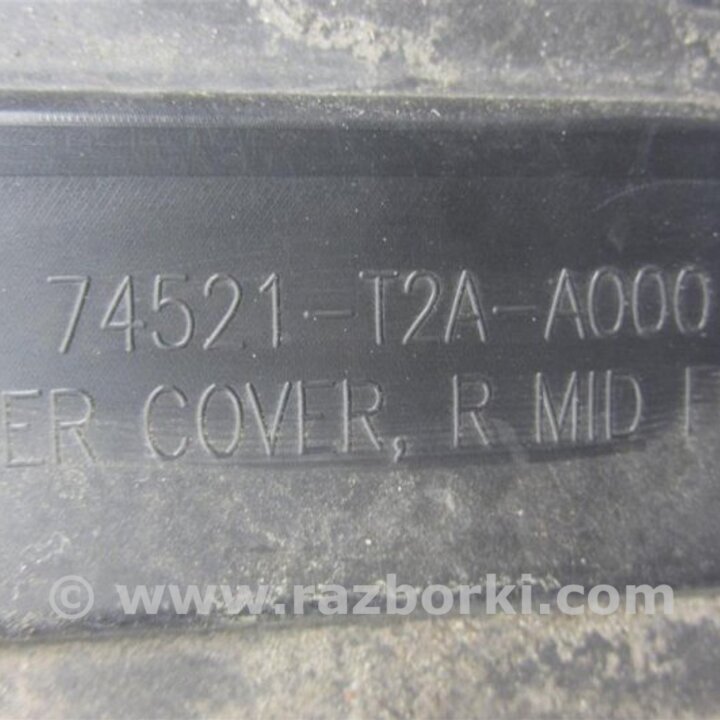 74521-T2A-A000
ER COVER, R MID F
© www.razborki.com